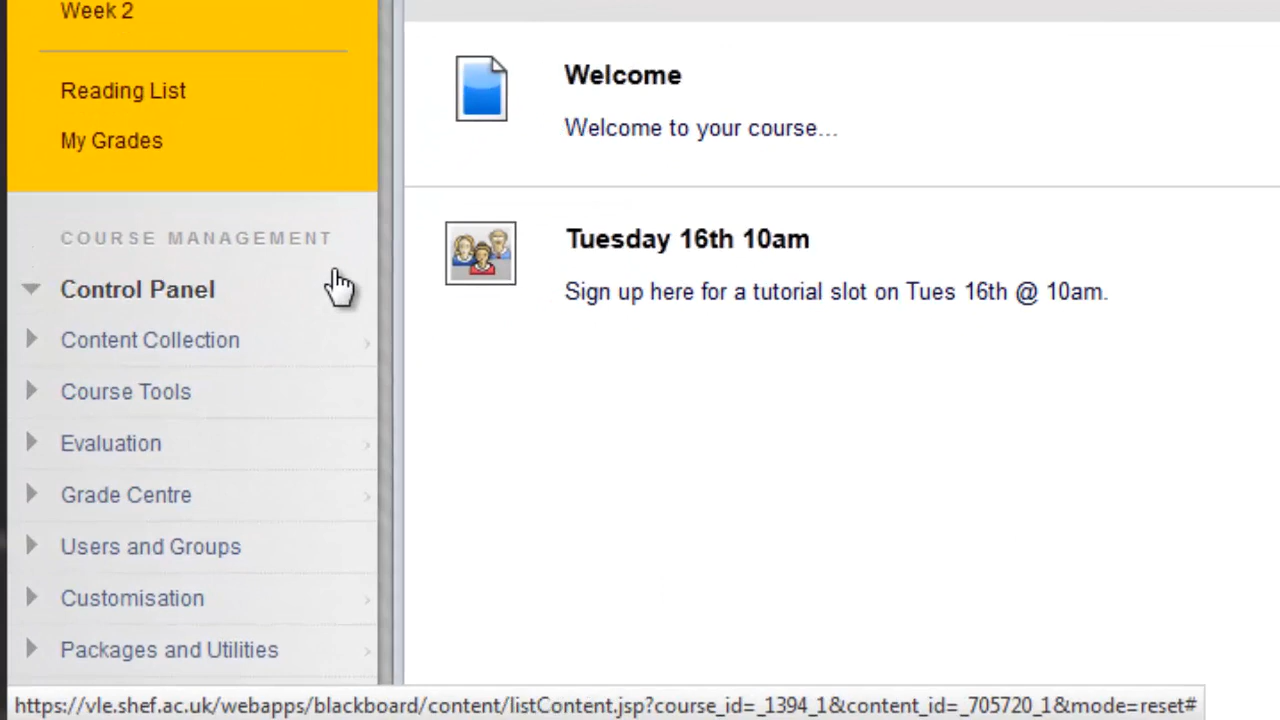 Week 2
Reading List
My Grades
COURSE MANAGEMENT
Control Panel
Content Collection
Course Tools
Evaluation
Grade Centre
Users and Groups
Customisation
Packages and Utilities
Welcome
Welcome to your course...
Tuesday 16th 10am
Sign up here for a tutorial slot on Tues 16th @ 10am.
https://vle.shef.ac.uk/webapps/blackboard/content/listContent.jsp?course_id=_1394_1&content_id=_705720_1&mode=reset#